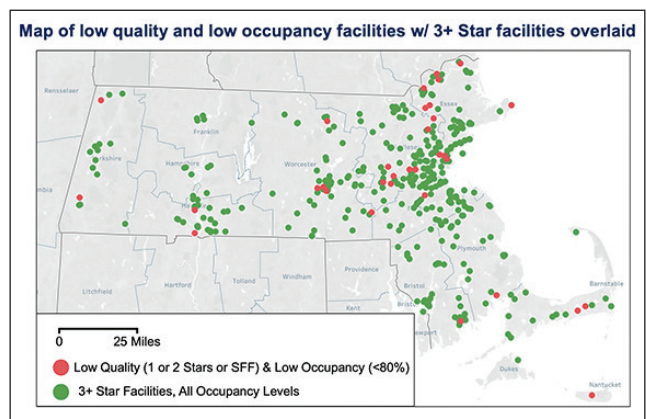 Map of low quality and low occupancy facilities w/ 3+ Star facilities overlaid
Rensselaer
Franklin
Essex
Worcester
Hampshire
Berkshire
Plymouth
Providence
Litchfield
Hartford
Tolland
Windham
Kent
Bristol
Barnstable
Dukes
Nantucket
0 25 Miles
Low Quality (1 or 2 Stars or SFF) & Low Occupancy (<80%)
3+ Star Facilities, All Occupancy Levels